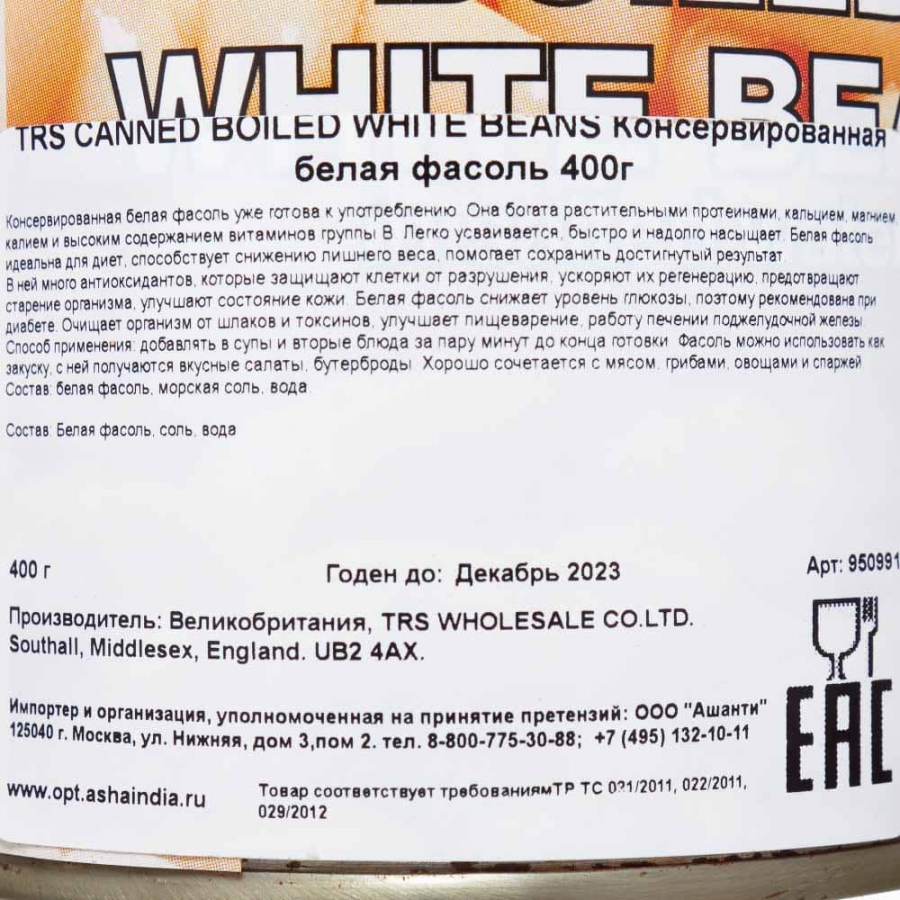 WHITE BEA
TRS CANNED BOILED WHITE BEANS Консервированная
белая фасоль 400г
Консервированная белая фасоль уже готова к употреблению. Она богата растительными протеинами, кальцием, магнием,
калием и высоким содержанием витаминов группы В. Легко усваивается, быстро и надолго насыщает. Белая фасоль
идеальна для диет, способствует снижению лишнего веса, помогает сохранить достигнутый результат.
В ней много антиоксидантов, которые защищают клетки от разрушения, ускоряют их регенерацию, предотвращают
старение организма, улучшают состояние кожи. Белая фасоль снижает уровень глюкозы, поэтому рекомендована при
диабете. Очищает организм от шлаков и токсинов, улучшает пищеварение, работу печении поджелудочной железы.
Способ применения: добавлять в супы и вторые блюда за пару минут до конца готовки. Фасоль можно использовать как
закуску, с ней получаются вкусные салаты, бутерброды. Хорошо сочетается с мясом, грибами, овощами и спаржей.
Состав: белая фасоль, морская соль, вода.
Состав: Белая фасоль, соль, вода
400 г Годен до: Декабрь 2023 Арт: 950991
Производитель: Великобритания, TRS WHOLESALE CO.LTD.
Southall, Middlesex, England. UB2 4AX.
Импортер и организация, уполномоченная на принятие претензий: ООО "Ашанти"
125040 г. Москва, ул. Нижняя, дом 3,пом 2. тел. 8-800-775-30-88; +7 (495) 132-10-11
EAC
www.opt.ashaindia.ru
Товар соответствует требованиямТР ТС 021/2011, 022/2011,
029/2012